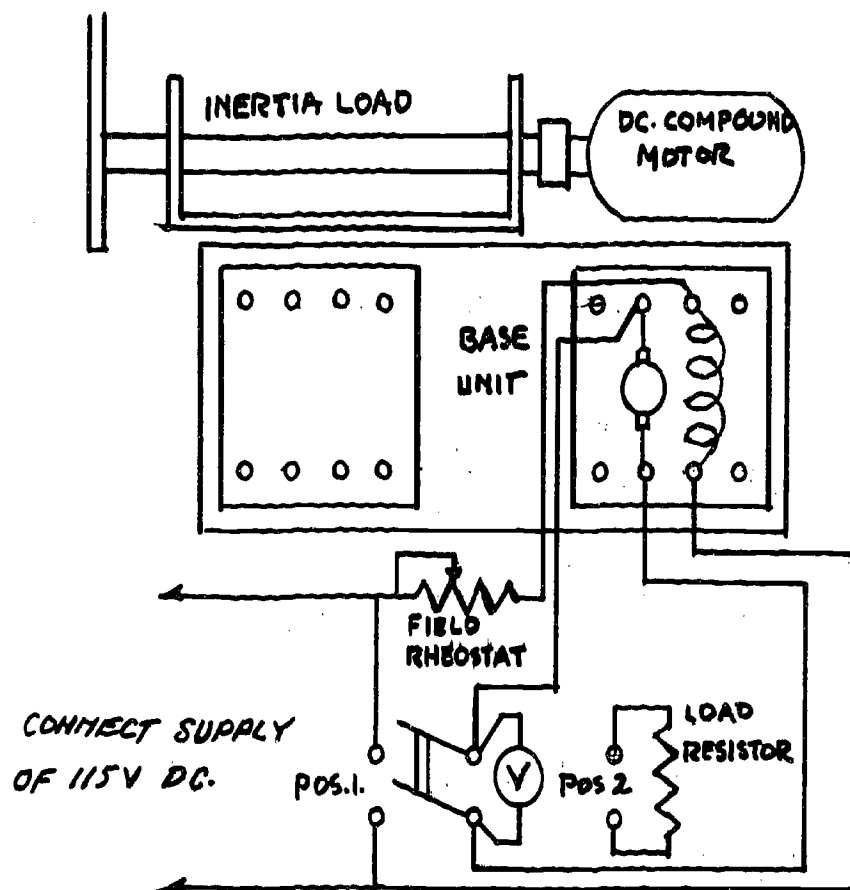 INERTIA LOAD
DC. COMPOUND
MOTOR
BASE
UNIT
FIELD
RHEOSTAT
CONNECT SUPPLY
OF 115V DC.
POS.1.
V
POS 2
LOAD
RESISTOR